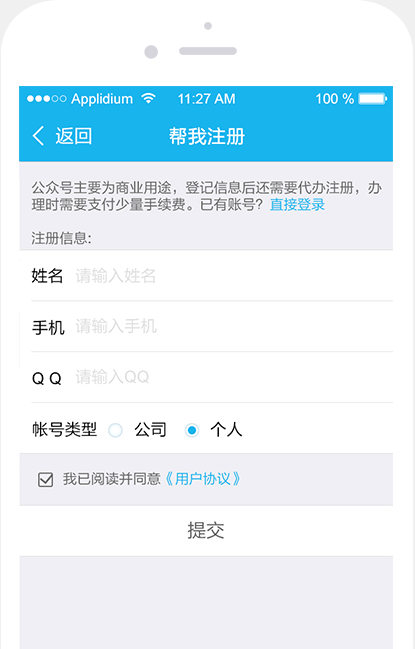 Applidium 11:27 AM 100 %
返回 帮我注册
公众号主要为商业用途，登记信息后还需要代办注册，办
理时需要支付少量手续费。已有账号？直接登录
注册信息:
姓名 请输入姓名
手机 请输入手机
Q Q 请输入QQ
帐号类型 公司 个人
我已阅读并同意《用户协议》
提交